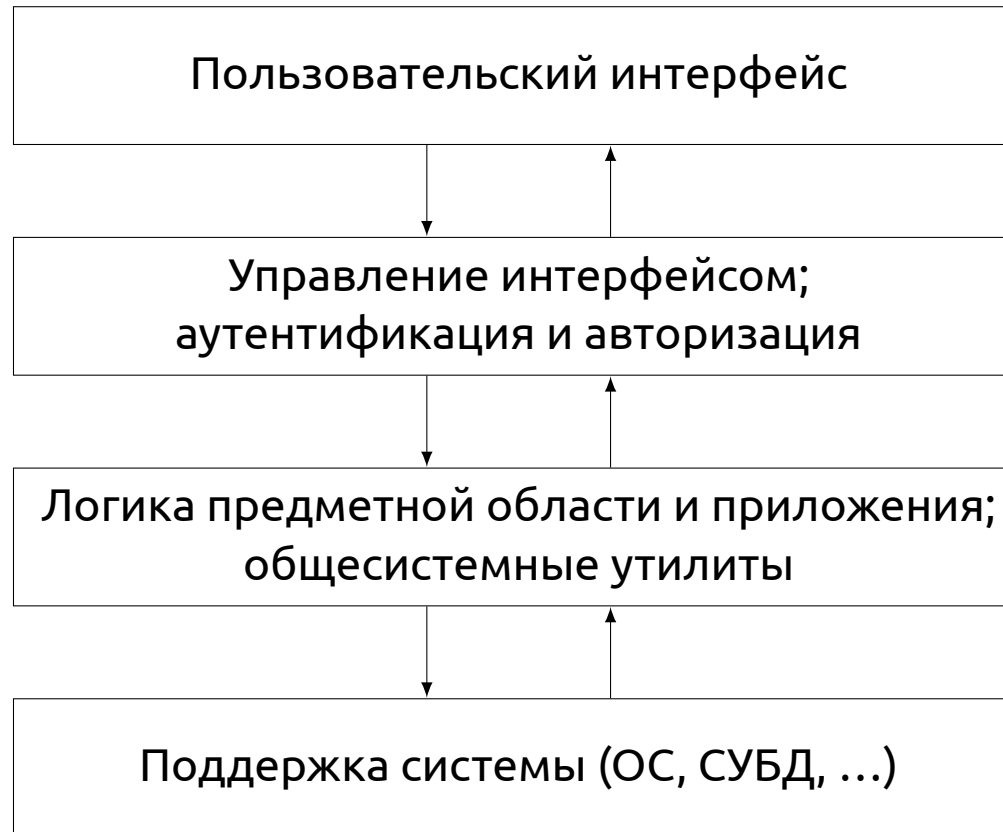 Пользовательский интерфейс
Управление интерфейсом;
аутентификация и авторизация
Логика предметной области и приложения;
общесистемные утилиты
Поддержка системы (ОС, СУБД, …)